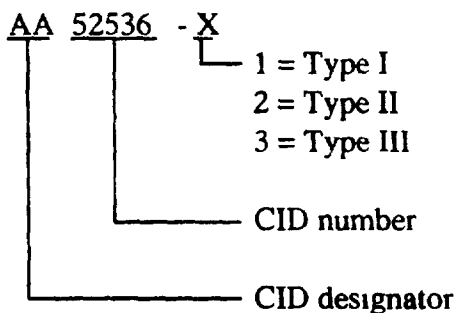 AA 52536 - X
1 = Type I
2 = Type II
3 = Type III
CID number
CID designator